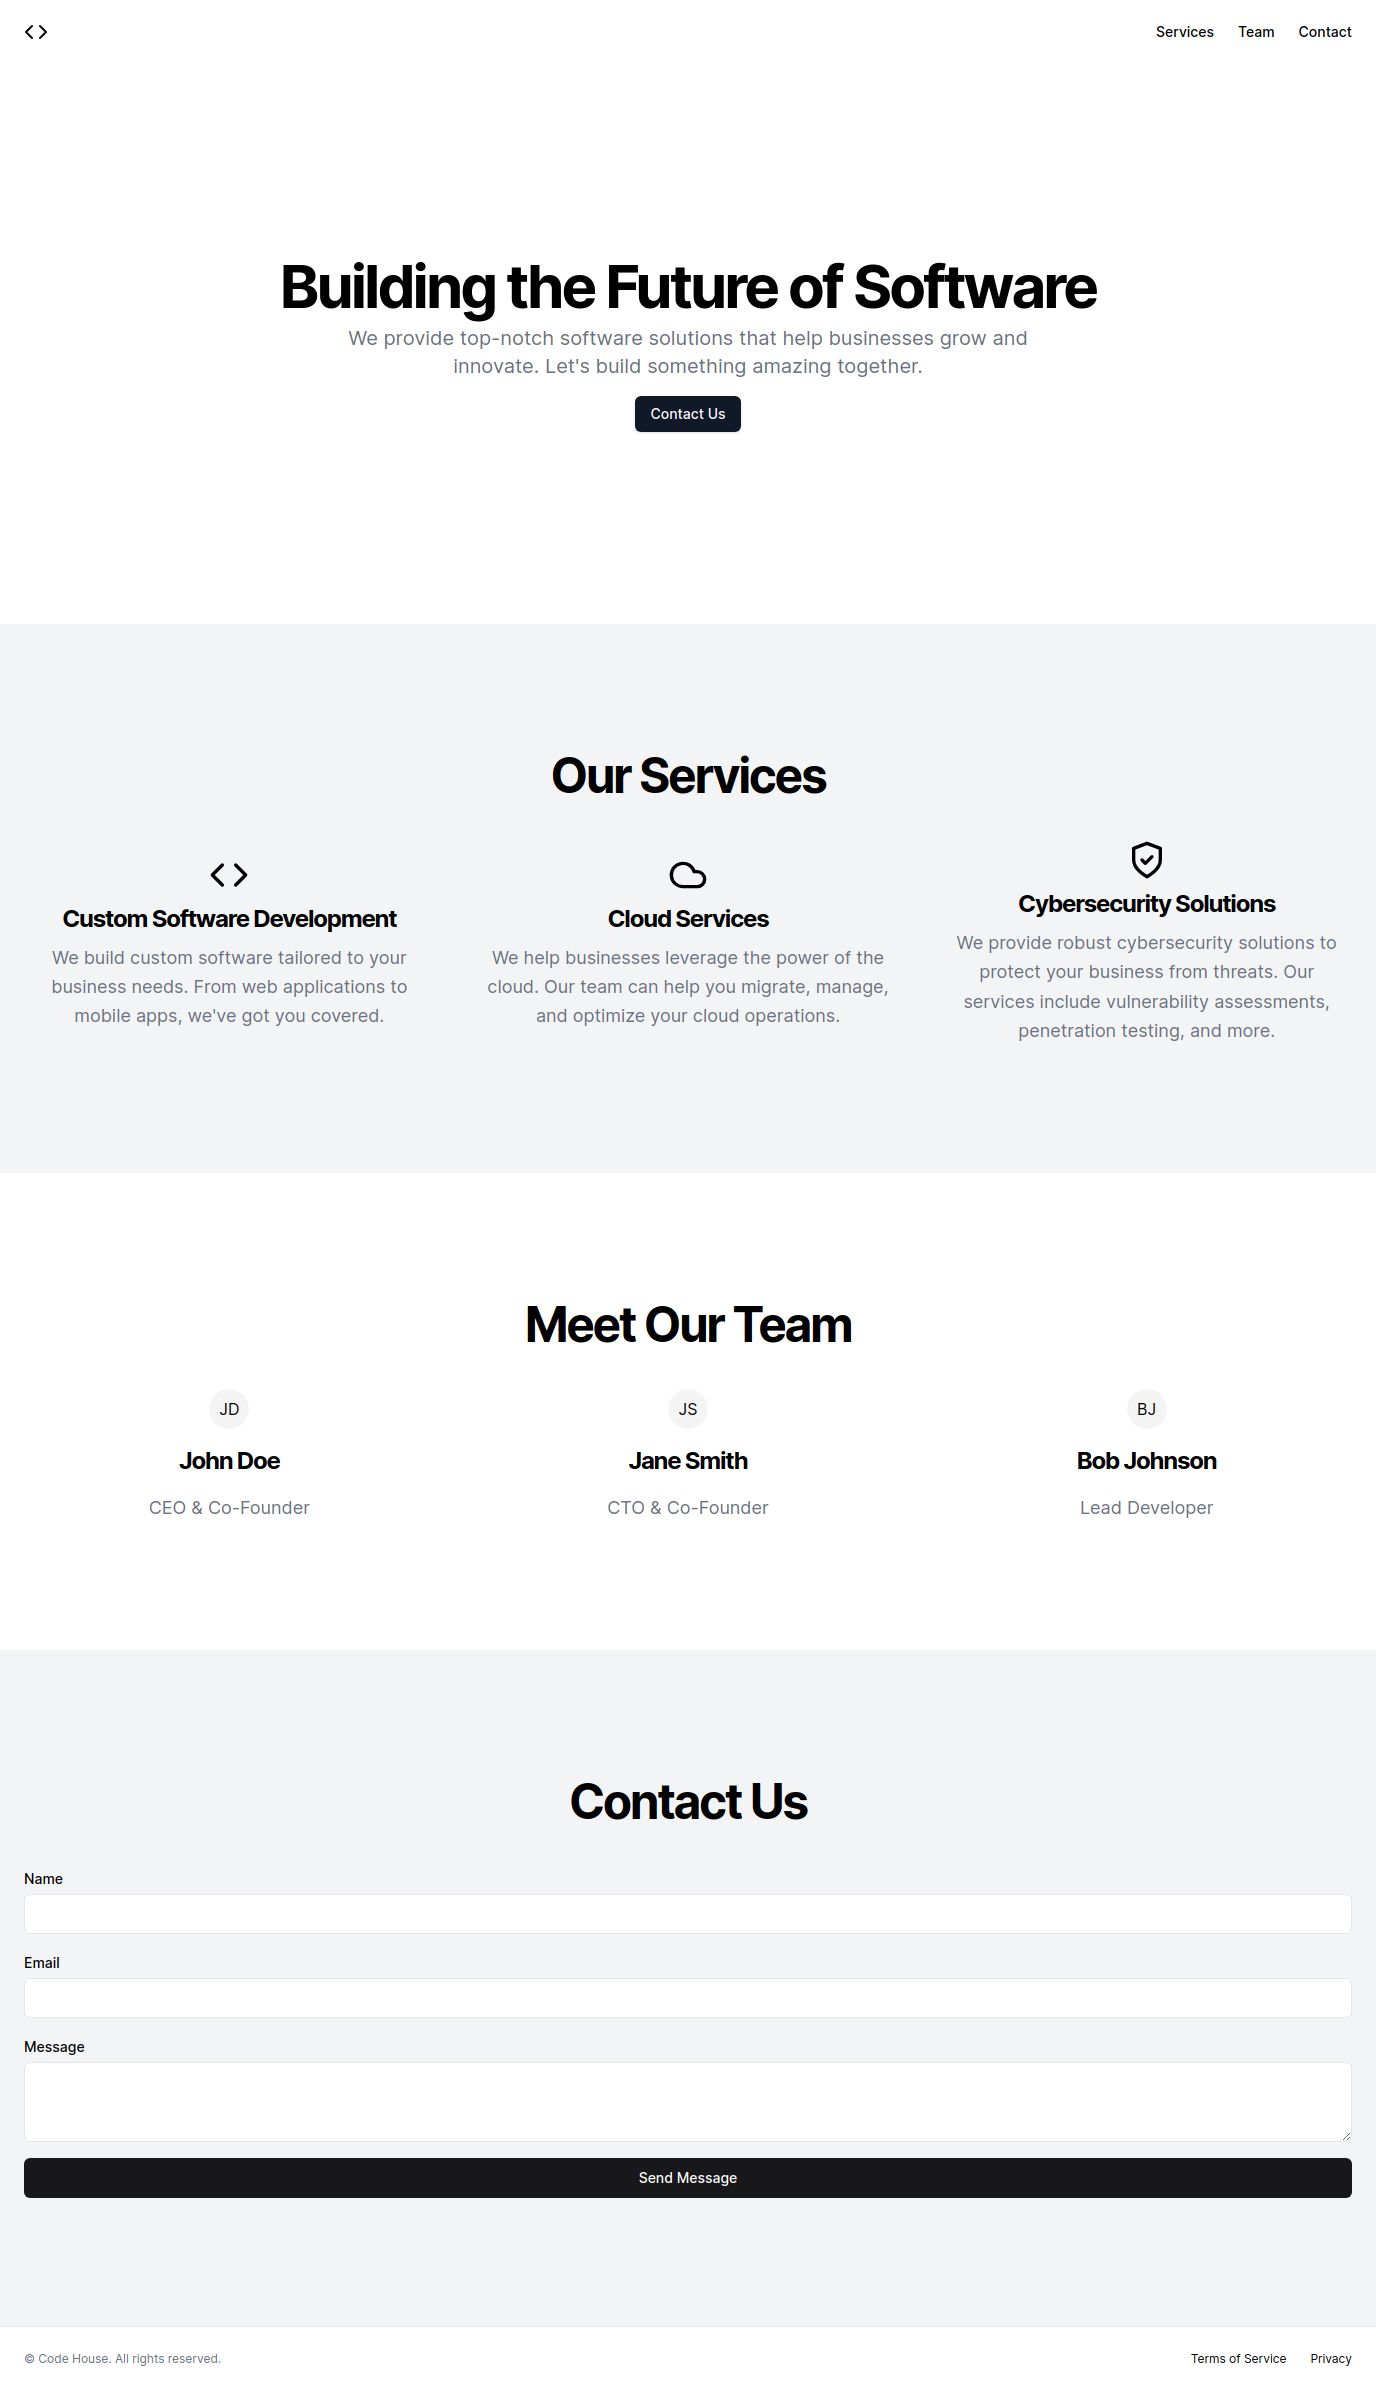 Services Team Contact
Building the Future of Software
We provide top-notch software solutions that help businesses grow and
innovate. Let's build something amazing together.
Contact Us
Our Services
Custom Software Development
We build custom software tailored to your
business needs. From web applications to
mobile apps, we've got you covered.
Cloud Services
We help businesses leverage the power of the
cloud. Our team can help you migrate, manage,
and optimize your cloud operations.
Cybersecurity Solutions
We provide robust cybersecurity solutions to
protect your business from threats. Our
services include vulnerability assessments,
penetration testing, and more.
Meet Our Team
JD
John Doe
CEO & Co-Founder
JS
Jane Smith
CTO & Co-Founder
BJ
Bob Johnson
Lead Developer
Contact Us
Name
Email
Message
Send Message
© Code House. All rights reserved.
Terms of Service Privacy